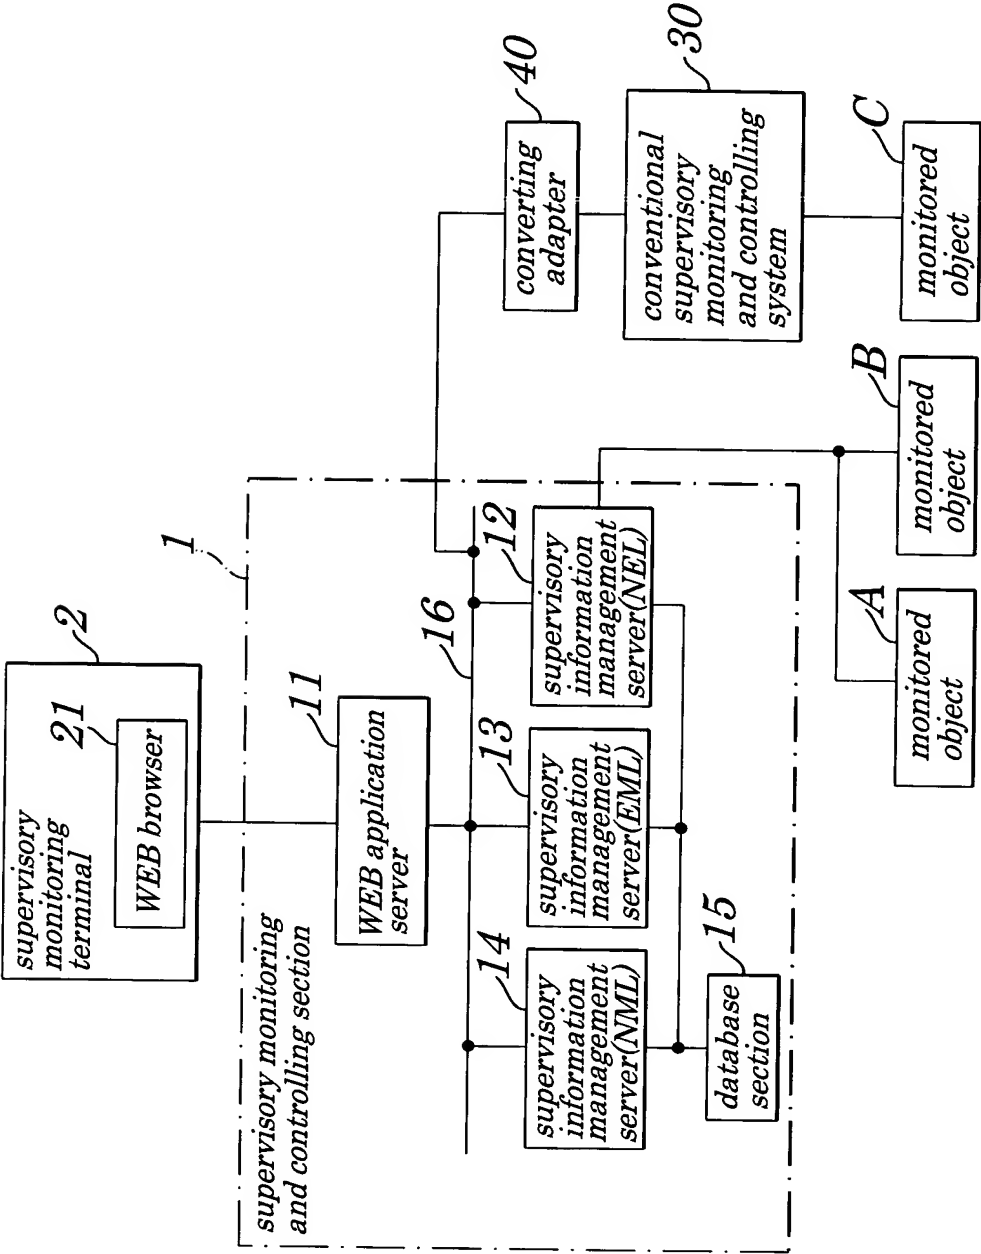 supervisory
monitoring
terminal
2
21
WEB browser
1
supervisory monitoring
and controlling section
11
WEB application
server
16
14
supervisory
information
management
server(NML)
13
supervisory
information
management
server(EML)
12
supervisory
information
management
server(NEL)
15
database
section
40
converting
adapter
30
conventional
supervisory
monitoring
and controlling
system
A
monitored
object
B
monitored
object
C
monitored
object